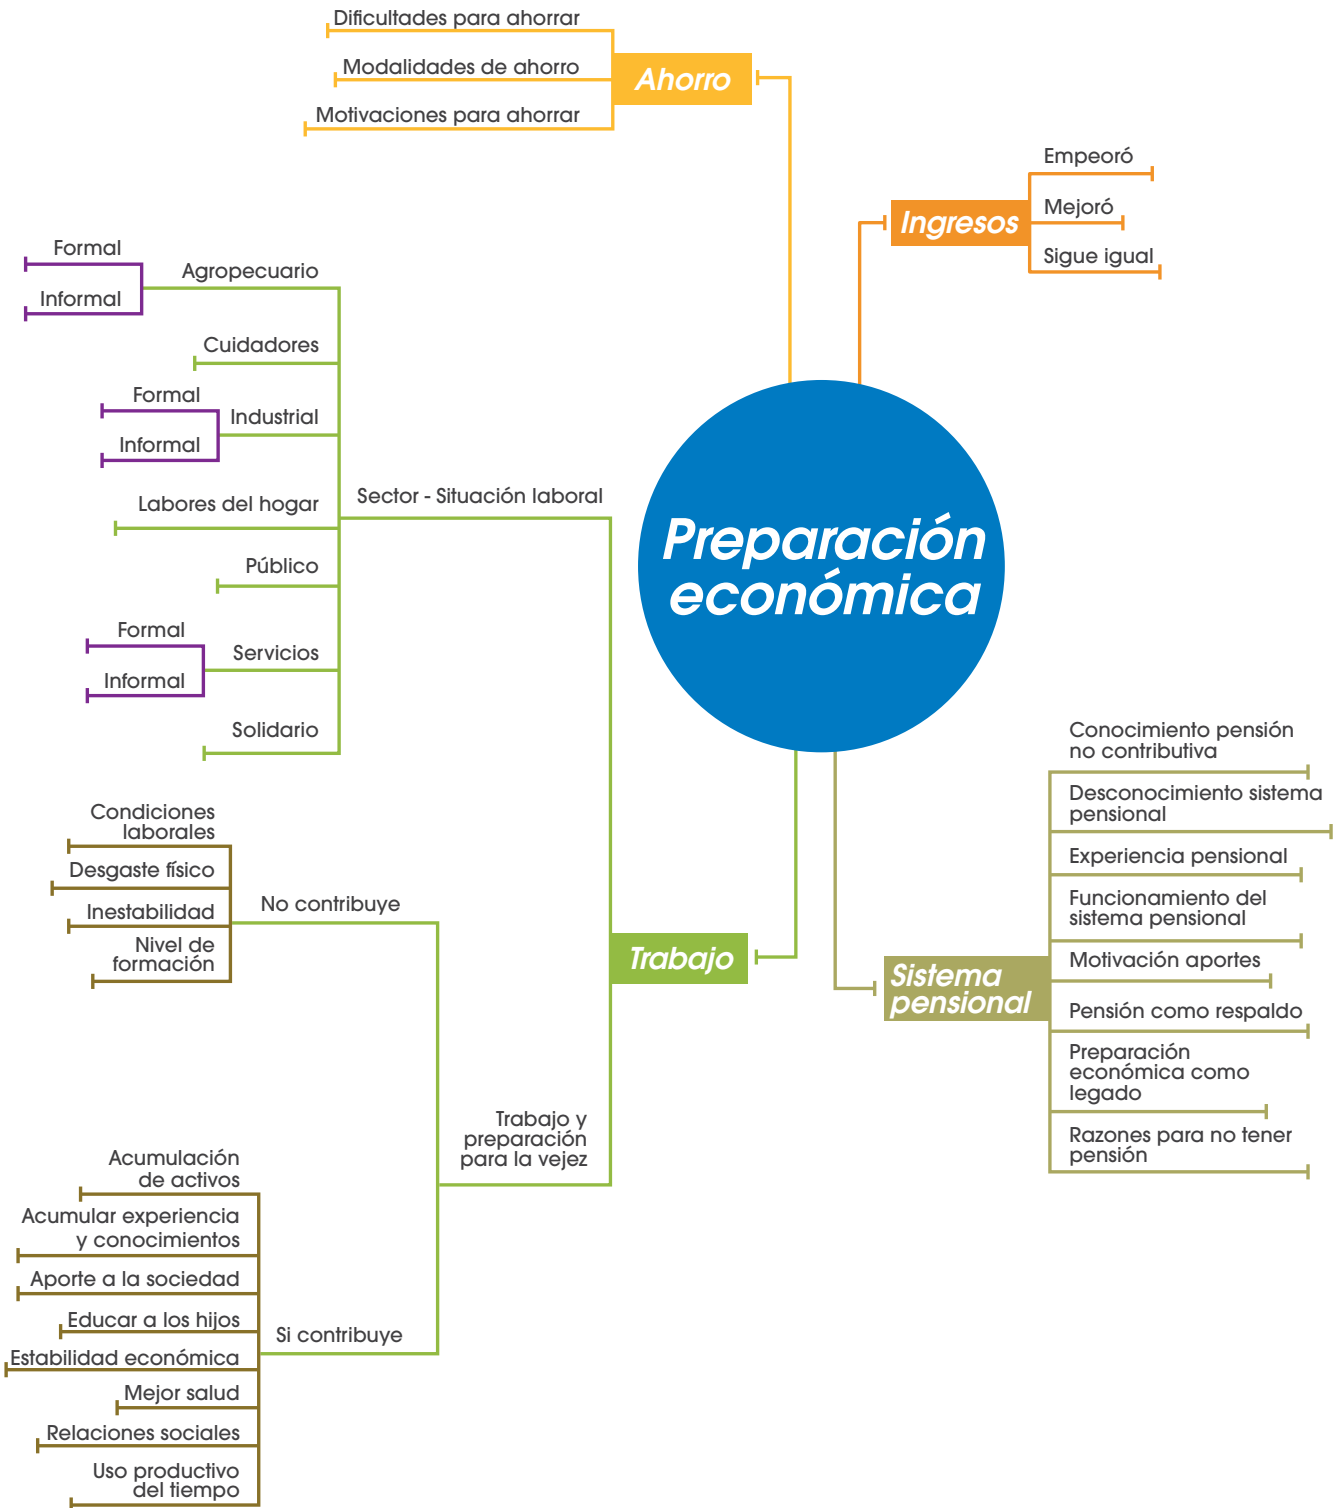 Dificultades para ahorrar
Modalidades de ahorro
Motivaciones para ahorrar
Ahorro
Empeoró
Mejoró
Sigue igual
Ingresos
Formal
Informal
Agropecuario
Cuidadores
Formal
Informal
Industrial
Labores del hogar
Público
Formal
Informal
Servicios
Solidario
Sector - Situación laboral
Preparación
económica
Condiciones
laborales
Desgaste físico
Inestabilidad
Nivel de
formación
No contribuye
Trabajo
Trabajo y
preparación
para la vejez
Acumulación
de activos
Acumular experiencia
y conocimientos
Aporte a la sociedad
Educar a los hijos
Estabilidad económica
Mejor salud
Relaciones sociales
Uso productivo
del tiempo
Si contribuye
Sistema
pensional
Conocimiento pensión
no contributiva
Desconocimiento sistema
pensional
Experiencia pensional
Funcionamiento del
sistema pensional
Motivación aportes
Pensión como respaldo
Preparación
económica como
legado
Razones para no tener
pensión